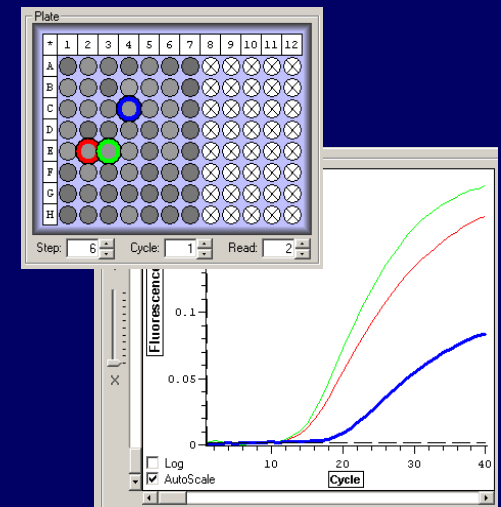 Plate
* 1 2 3 4 5 6 7 8 9 10 11 12
A
B
C
D
E
F
G
H
Step: 6 Cycle: 1 Read: 2
Fluorescence
0.1
0.05
0
X
10 20 30 40
Log
AutoScale
Cycle